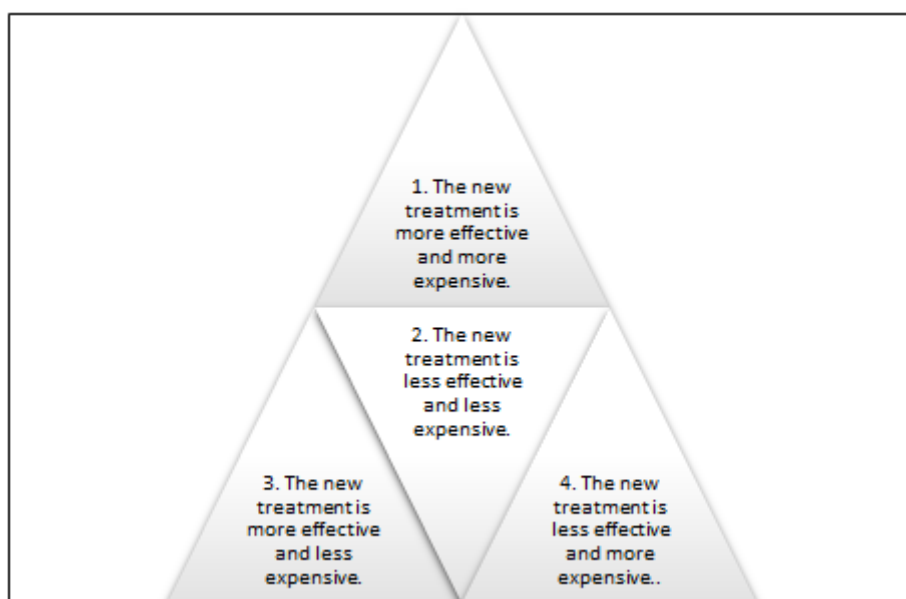 1. The new
treatment is
more effective
and more
expensive.
2. The new
treatment is
less effective
and less
expensive.
3. The new
treatment is
more effective
and less
expensive.
4. The new
treatment is
less effective
and more
expensive..